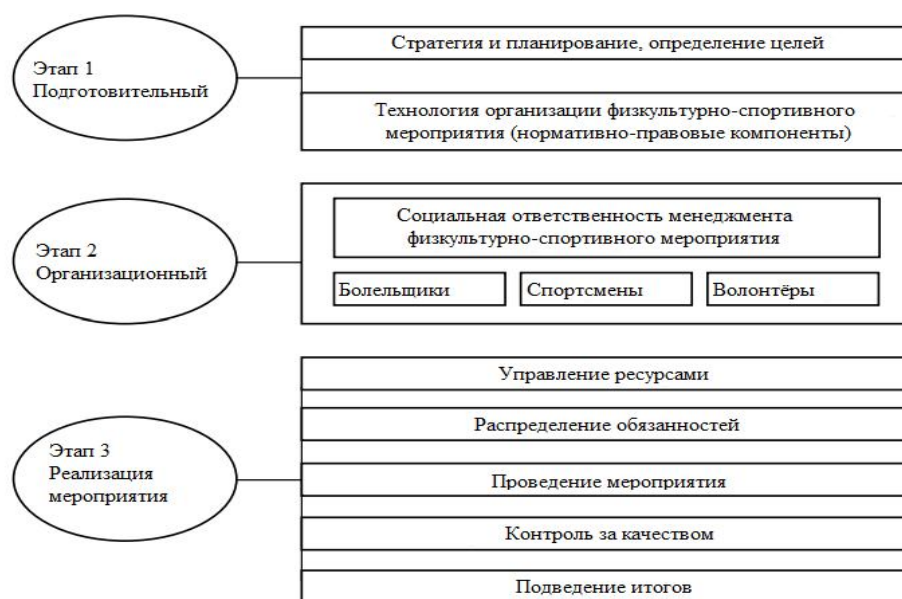 Этап 1
Подготовительный
Стратегия и планирование, определение целей
Технология организации физкультурно-спортивного
мероприятия (нормативно-правовые компоненты)
Этап 2
Организационный
Социальная ответственность менеджмента
физкультурно-спортивного мероприятия
Болельщики
Спортсмены
Волонтёры
Этап 3
Реализация
мероприятия
Управление ресурсами
Распределение обязанностей
Проведение мероприятия
Контроль за качеством
Подведение итогов